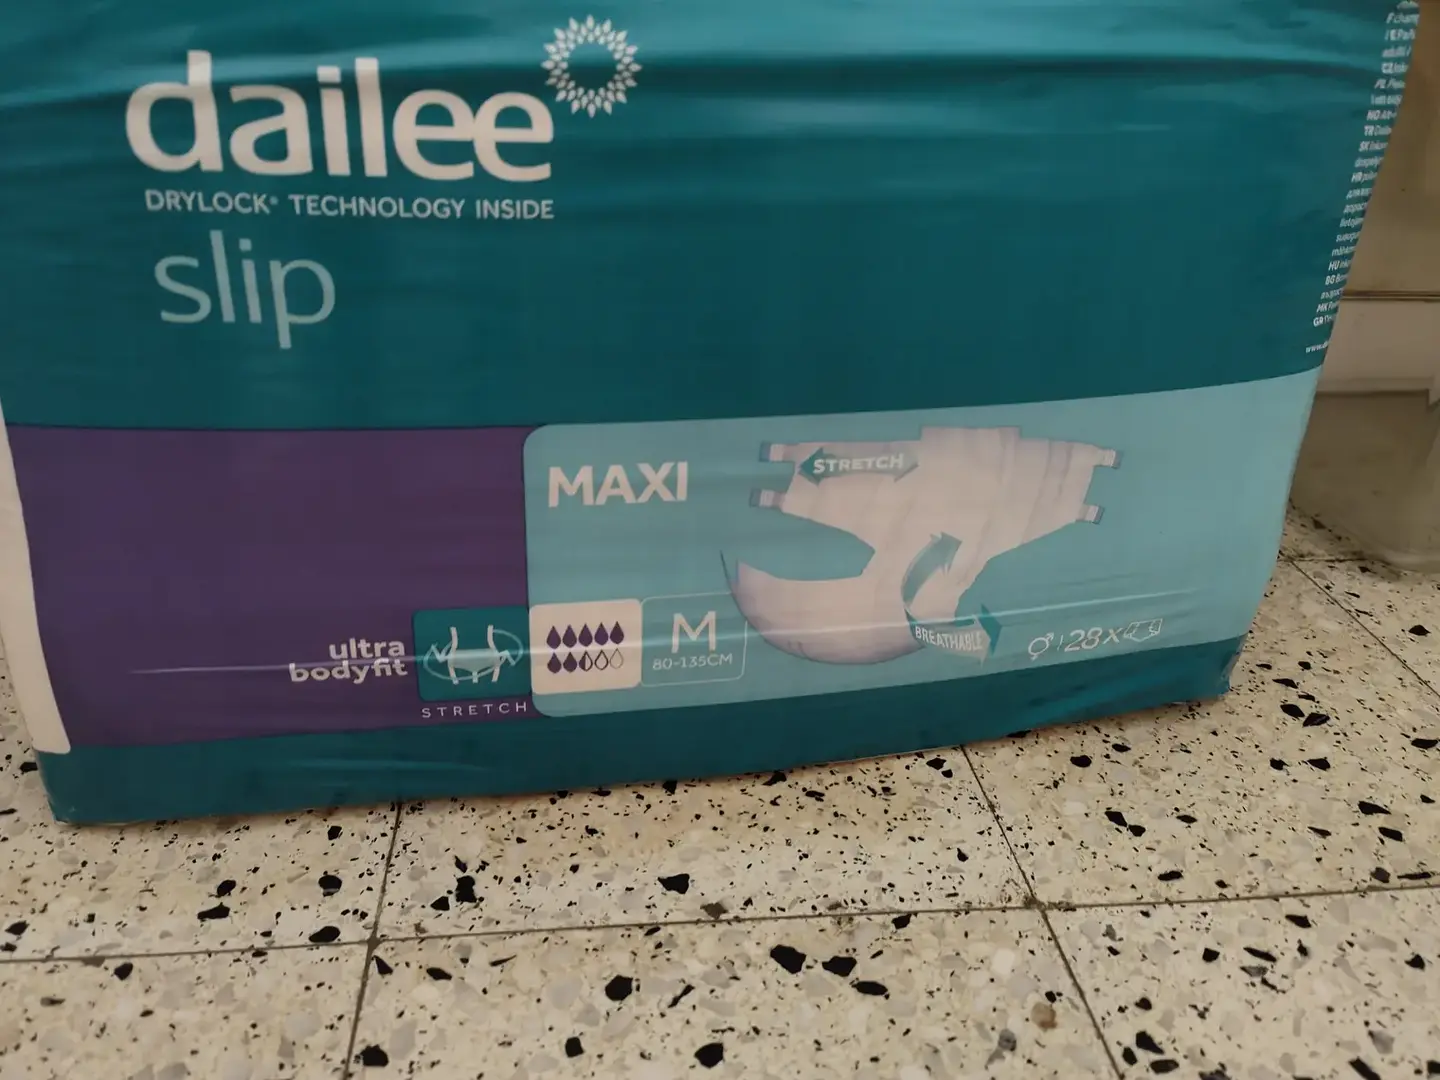 dailee
DRYLOCK® TECHNOLOGY INSIDE
slip
MAXI
STRETCH
ultra
bodyfit
STRETCH
M
80-135CM
BREATHABLE
28x